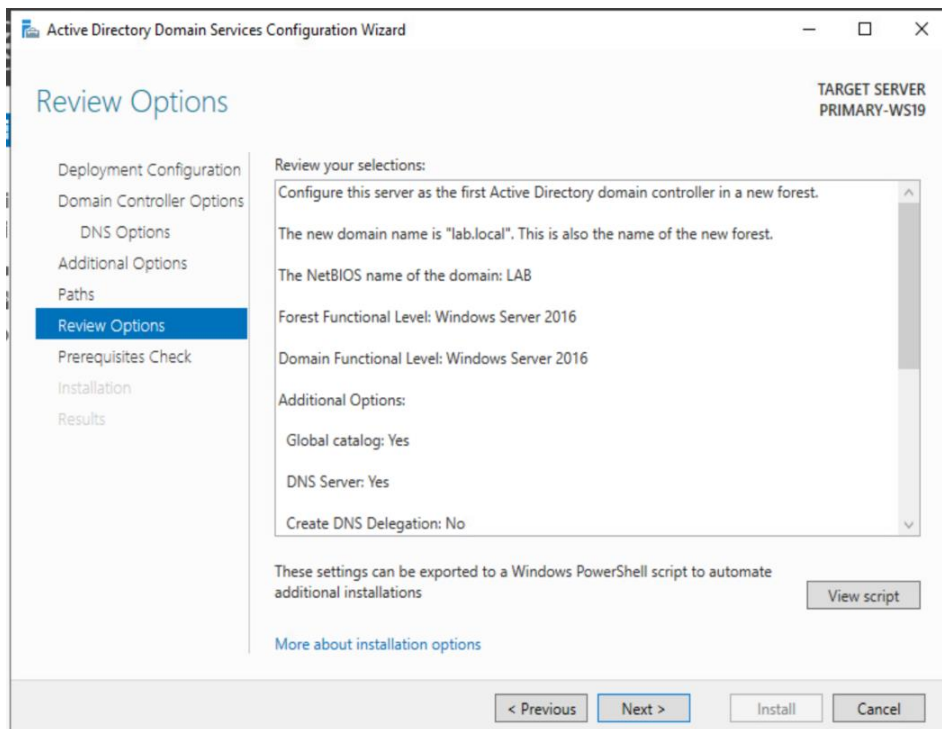 Active Directory Domain Services Configuration Wizard
Review Options
TARGET SERVER
PRIMARY-WS19
Deployment Configuration
Domain Controller Options
DNS Options
Additional Options
Paths
Review Options
Prerequisites Check
Installation
Results
Review your selections:
Configure this server as the first Active Directory domain controller in a new forest.
The new domain name is "lab.local". This is also the name of the new forest.
The NetBIOS name of the domain: LAB
Forest Functional Level: Windows Server 2016
Domain Functional Level: Windows Server 2016
Additional Options:
Global catalog: Yes
DNS Server: Yes
Create DNS Delegation: No
These settings can be exported to a Windows PowerShell script to automate
additional installations
View script
More about installation options
< Previous
Next >
Install
Cancel